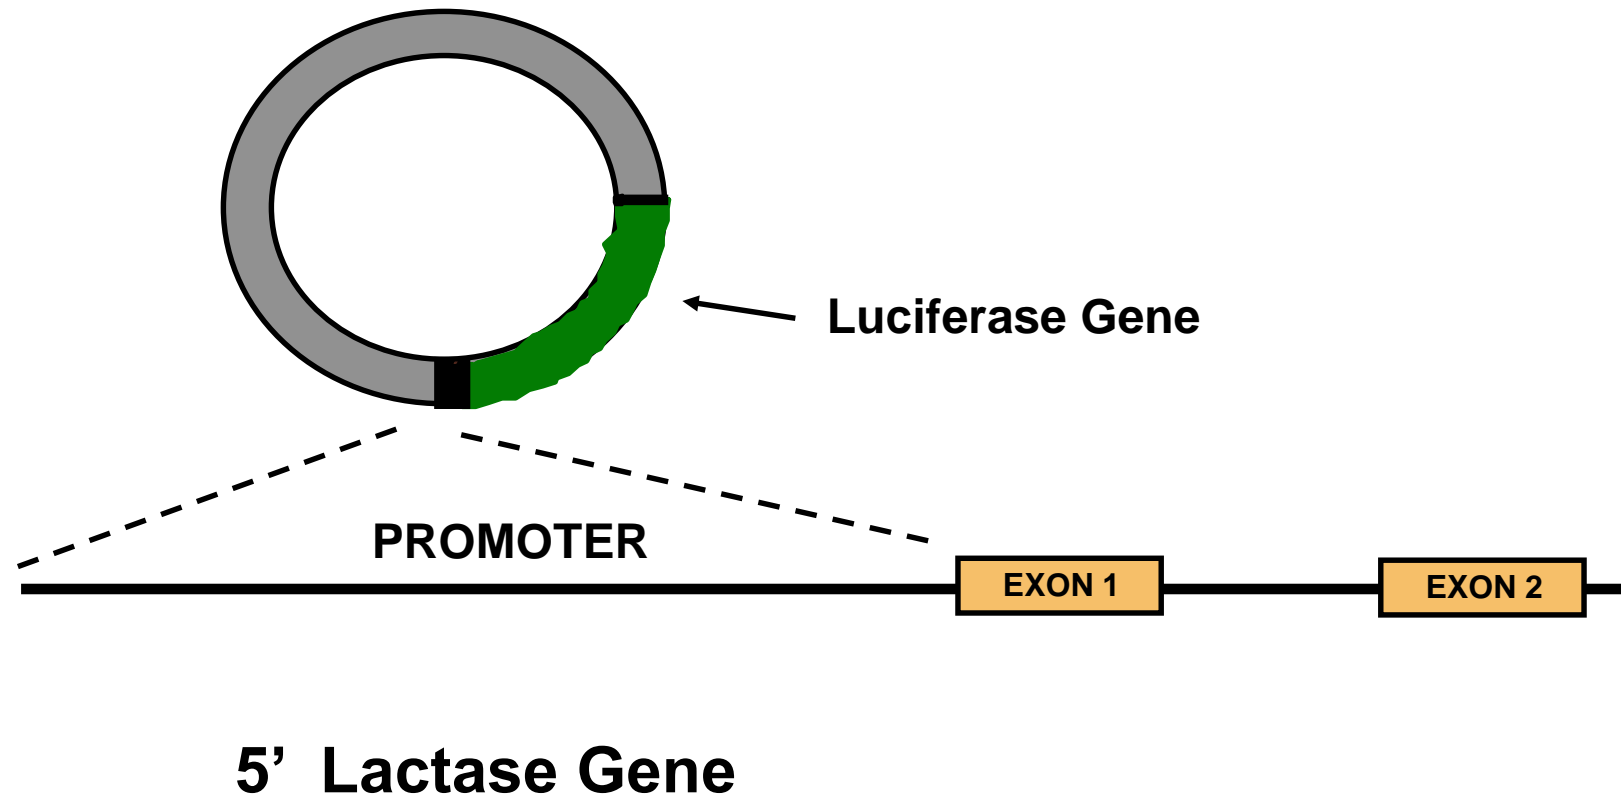 Luciferase Gene
PROMOTER
EXON 1
EXON 2
5’ Lactase Gene